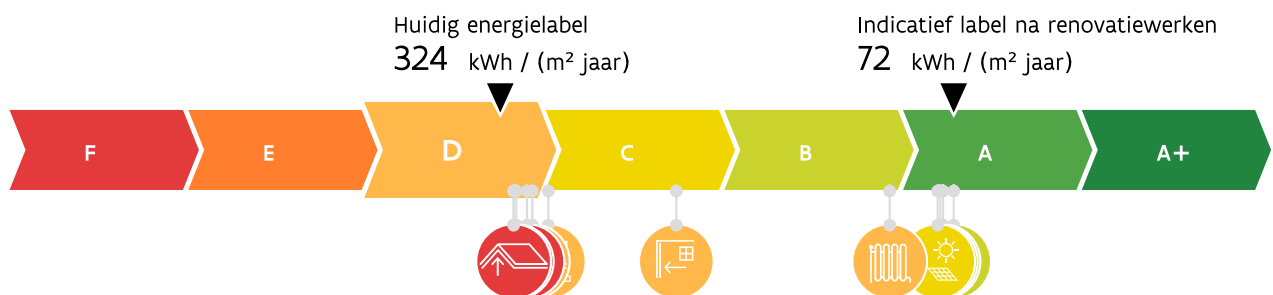 Huidig energielabel
324 kWh / (m² jaar)
Indicatief label na renovatiewerken
72 kWh / (m² jaar)
F E D C B A A+